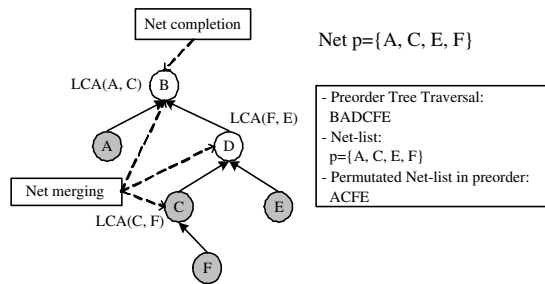 Net completion
Net p={A, C, E, F}
LCA(A, C)
B
LCA(F, E)
A
D
- Preorder Tree Traversal:
BADCFE
- Net-list:
p={A, C, E, F}
- Permutated Net-list in preorder:
ACFE
Net merging
LCA(C, F)
C
E
F